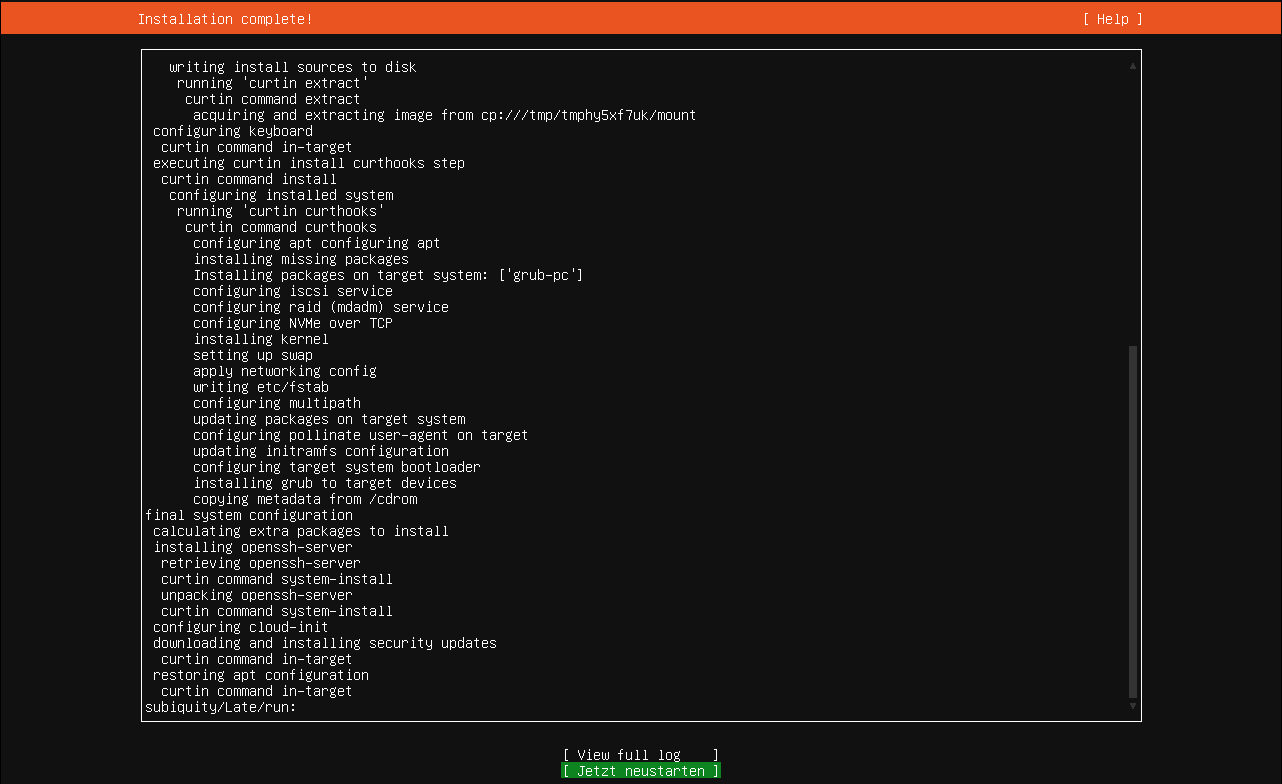 Installation complete!
[ Help ]
writing install sources to disk
running 'curtin extract'
curtin command extract
acquiring and extracting image from cp:///tmp/tmphy5xf7uk/mount
configuring keyboard
curtin command in-target
executing curtin install curthooks step
curtin command install
configuring installed system
running 'curtin curthooks'
curtin command curthooks
configuring apt configuring apt
installing missing packages
Installing packages on target system: ['grub-pc']
configuring iscsi service
configuring raid (mdadm) service
configuring NVMe over TCP
installing kernel
setting up swap
apply networking config
writing etc/fstab
configuring multipath
updating packages on target system
configuring pollinate user-agent on target
updating initramfs configuration
configuring target system bootloader
installing grub to target devices
copying metadata from /cdrom
final system configuration
calculating extra packages to install
installing openssh-server
retrieving openssh-server
curtin command system-install
unpacking openssh-server
curtin command system-install
configuring cloud-init
downloading and installing security updates
curtin command in-target
restoring apt configuration
curtin command in-target
subiquity/Late/run:
[ View full log ]
[ Jetzt neustarten ]